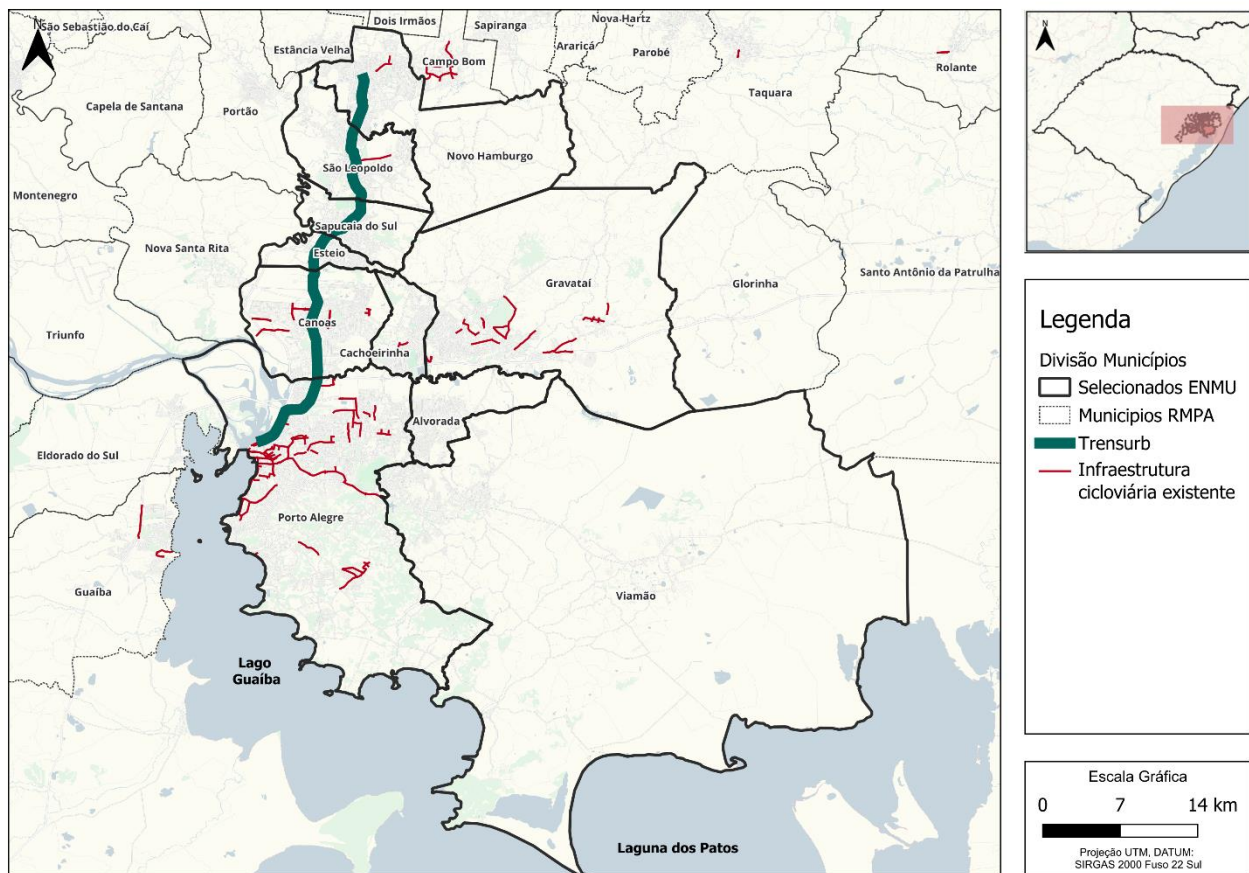 Dois Irmãos
São Sebastião do Caí
N
Sapiranga
Nova Hartz
Estância Velha
Araricá
Parobé
Campo Bom
Rolante
Taquara
Capela de Santana
Portão
Novo Hamburgo
São Leopoldo
Montenegro
Sapucaia do Sul
Nova Santa Rita
Esteio
Santo Antônio da Patrulha
Gravataí
Glorinha
Canoas
Triunfo
Cachoeirinha
Alvorada
Eldorado do Sul
Porto Alegre
Guaíba
Viamão
Lago
Guaíba
Laguna dos Patos
N
Legenda
Divisão Municípios
Selecionados ENMU
Municipios RMPA
Trensurb
Infraestrutura
cicloviária existente
Escala Gráfica
0 7 14 km
Projeção UTM, DATUM:
SIRGAS 2000 Fuso 22 Sul